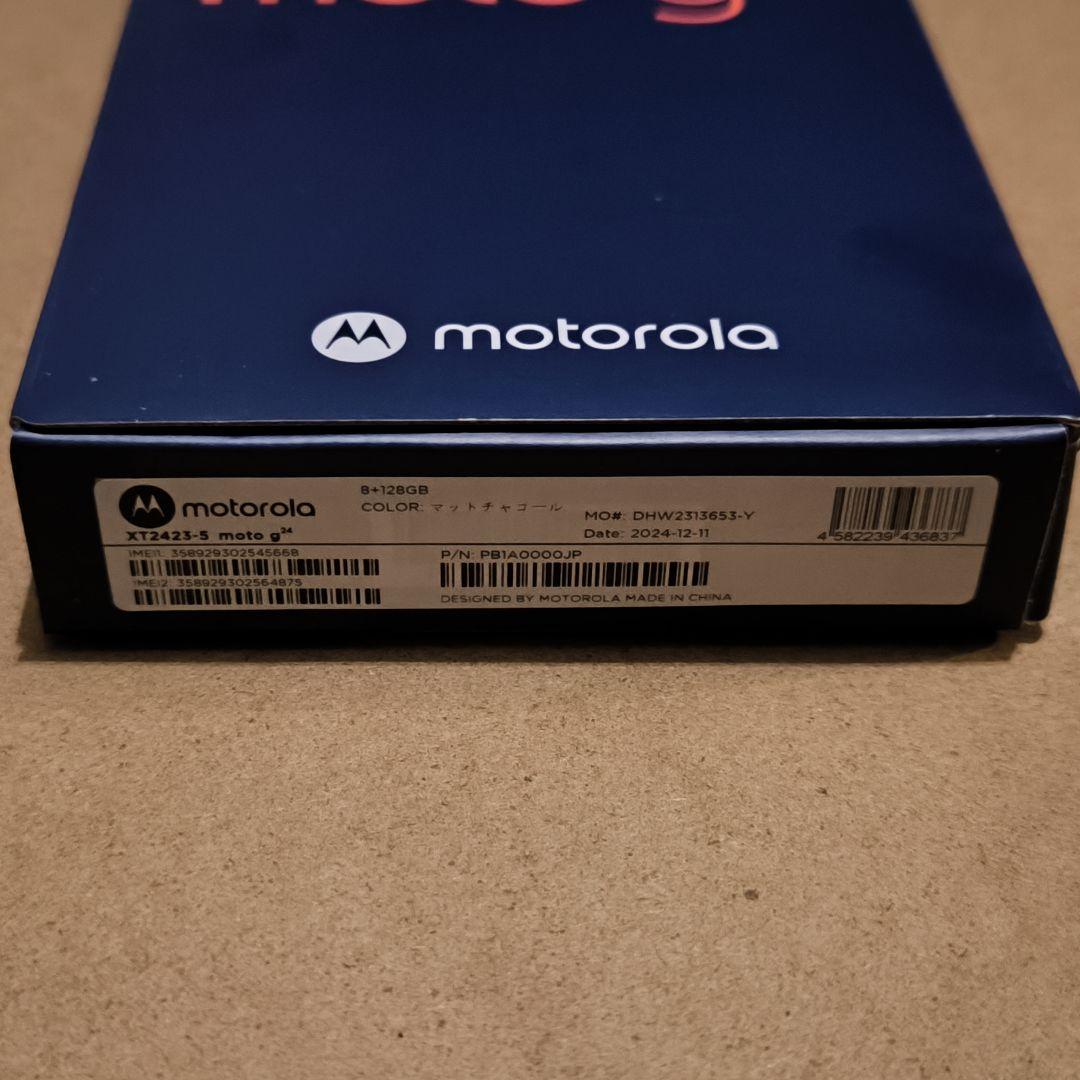 moto g
motorola
motorola
XT2423-5 moto g24
8+128GB
COLOR: マットチャコール
MO#: DHW2313653-Y
Date: 2024-12-11
4 582239 436837
IMEI1: 358929302545668
IMEI2: 358929302564875
P/N: PB1A0000JP
DESIGNED BY MOTOROLA MADE IN CHINA